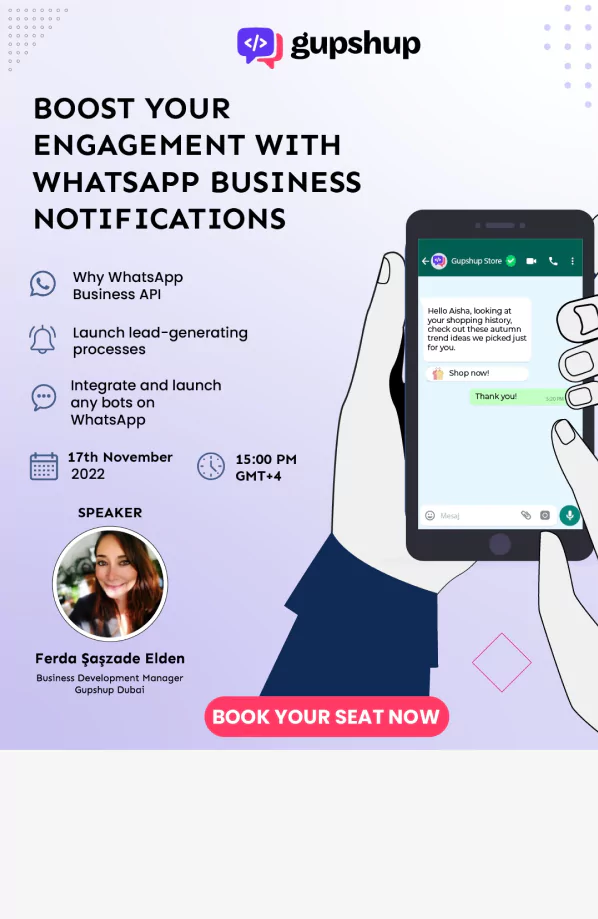 </>
gupshup
BOOST YOUR
ENGAGEMENT WITH
WHATSAPP BUSINESS
NOTIFICATIONS
Why WhatsApp
Business API
Launch lead-generating
processes
Integrate and launch
any bots on
WhatsApp
17th November
2022
15:00 PM
GMT+4
SPEAKER
Ferda Şaşzade Elden
Business Development Manager
Gupshup Dubai
Gupshup Store
Hello Aisha, looking at
your shopping history,
check out these autumn
trend ideas we picked just
for you.
Shop now!
Thank you!
5:20 PM
Mesaj
BOOK YOUR SEAT NOW